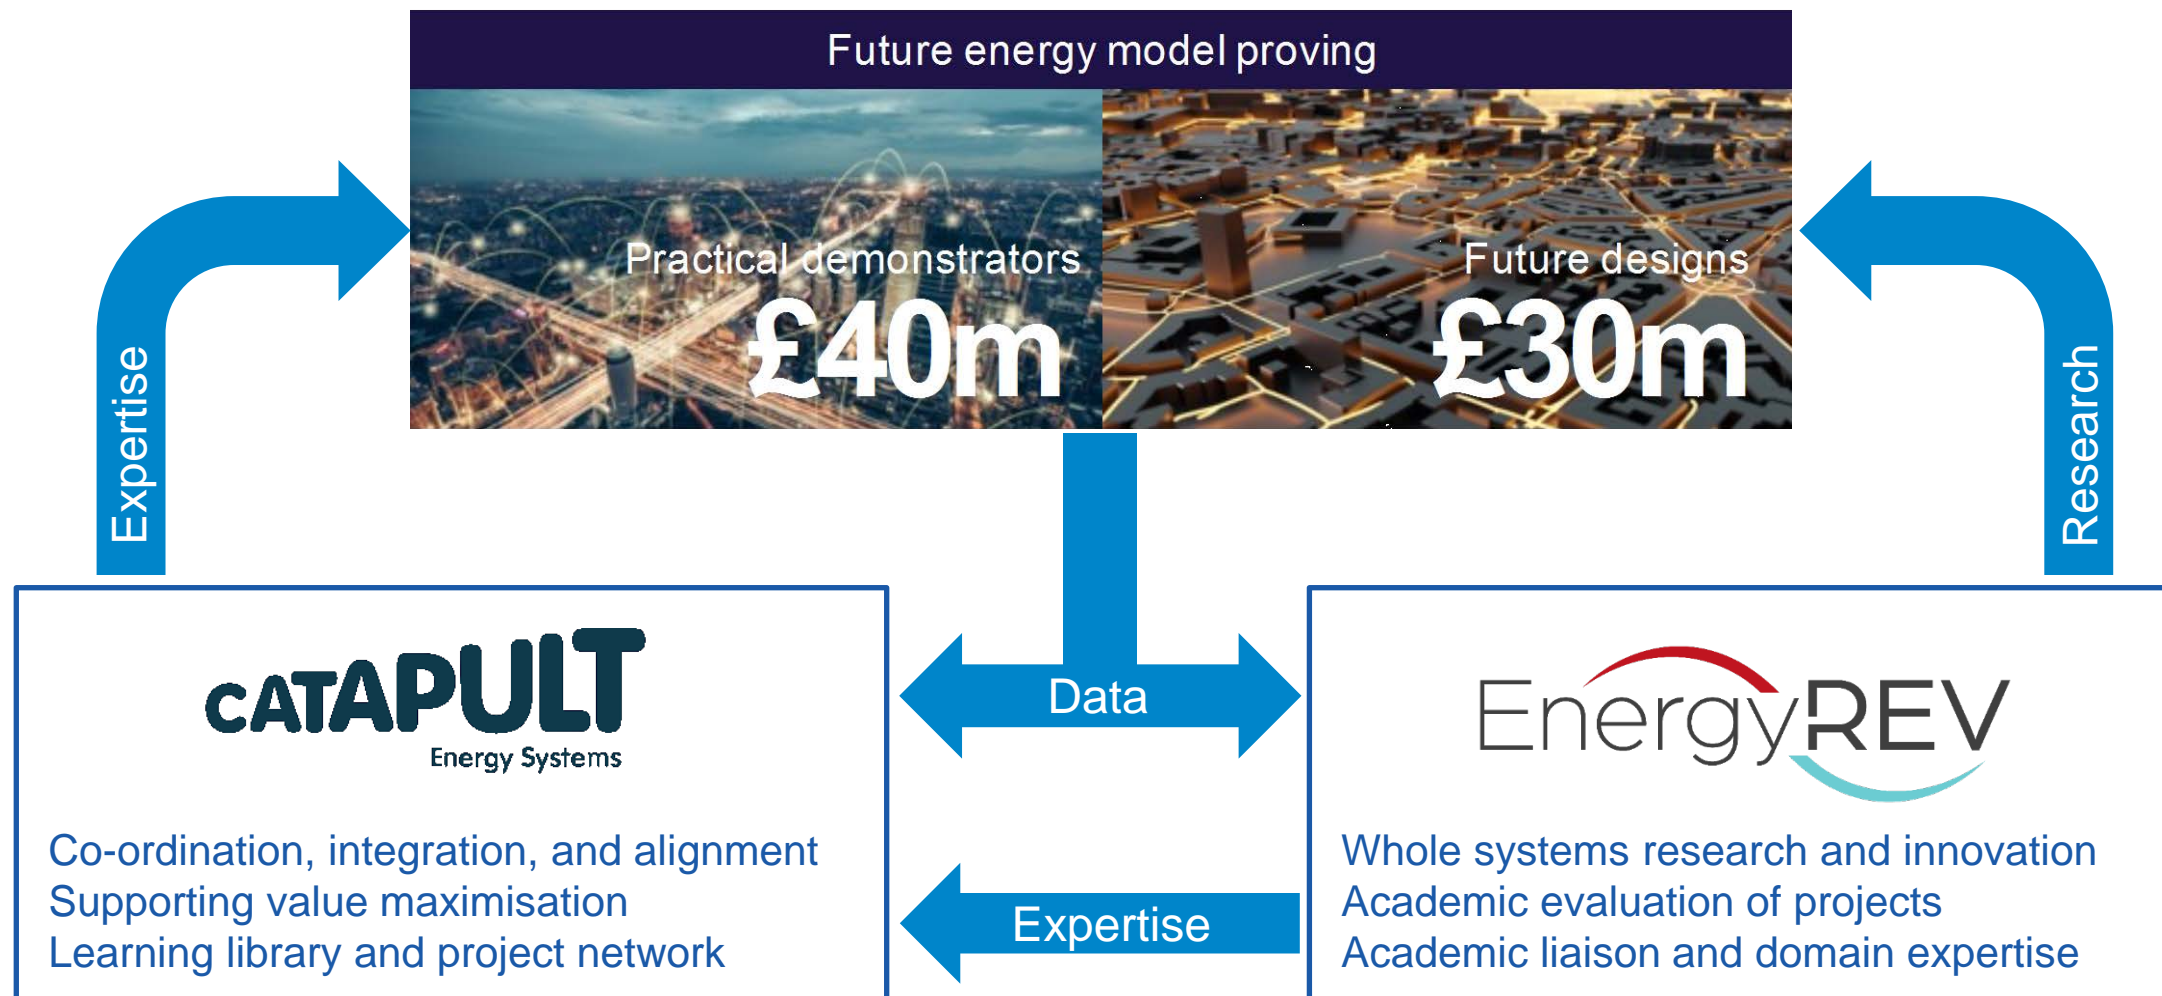 Future energy model proving
Practical demonstrators
£40m
Future designs
£30m
Expertise
Research
Data
Expertise
CATAPULT
Energy Systems
Co-ordination, integration, and alignment
Supporting value maximisation
Learning library and project network
EnergyREV
Whole systems research and innovation
Academic evaluation of projects
Academic liaison and domain expertise